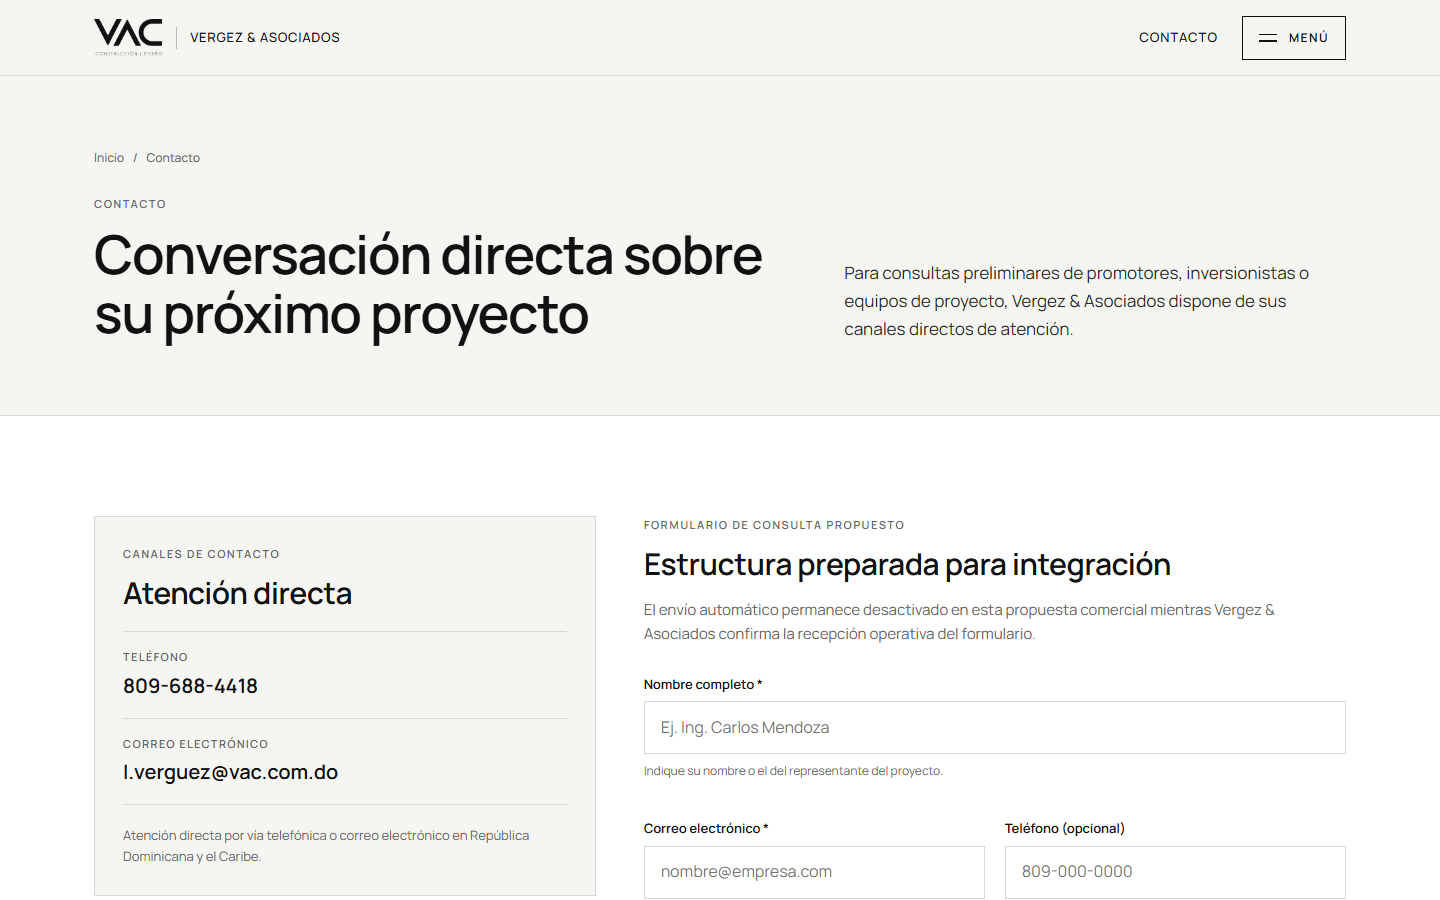 VAC
CONSTRUCCIÓN | DISEÑO
VERGEZ & ASOCIADOS
CONTACTO
MENÚ
Inicio / Contacto
CONTACTO
Conversación directa sobre
su próximo proyecto
Para consultas preliminares de promotores, inversionistas o
equipos de proyecto, Vergez & Asociados dispone de sus
canales directos de atención.
CANALES DE CONTACTO
Atención directa
TELÉFONO
809-688-4418
CORREO ELECTRÓNICO
l.verguez@vac.com.do
Atención directa por vía telefónica o correo electrónico en República
Dominicana y el Caribe.
FORMULARIO DE CONSULTA PROPUESTO
Estructura preparada para integración
El envío automático permanece desactivado en esta propuesta comercial mientras Vergez &
Asociados confirma la recepción operativa del formulario.
Nombre completo *
Ej. Ing. Carlos Mendoza
Indique su nombre o el del representante del proyecto.
Correo electrónico *
nombre@empresa.com
Teléfono (opcional)
809-000-0000